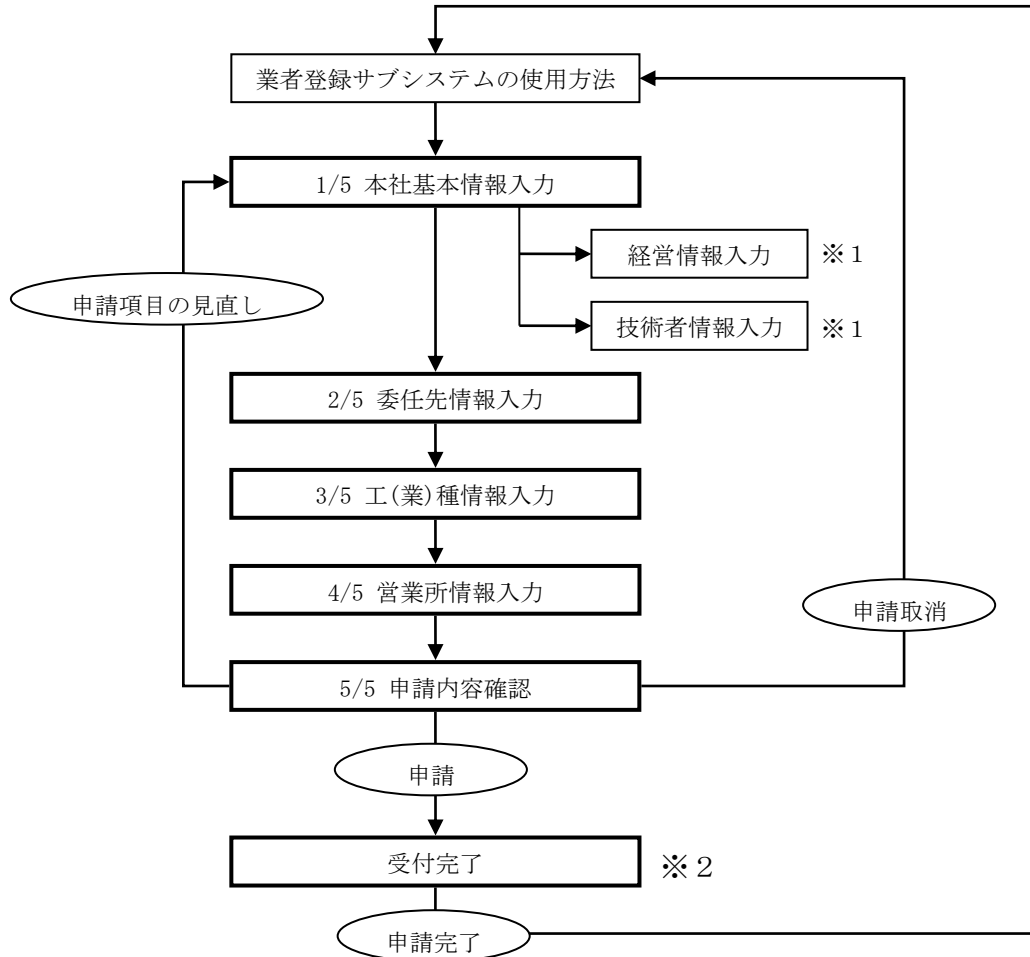 業者登録サブシステムの使用方法
1/5 本社基本情報入力
経営情報入力 ※1
申請項目の見直し
技術者情報入力 ※1
2/5 委任先情報入力
3/5 工(業)種情報入力
4/5 営業所情報入力
申請取消
5/5 申請内容確認
申請
受付完了 ※2
申請完了